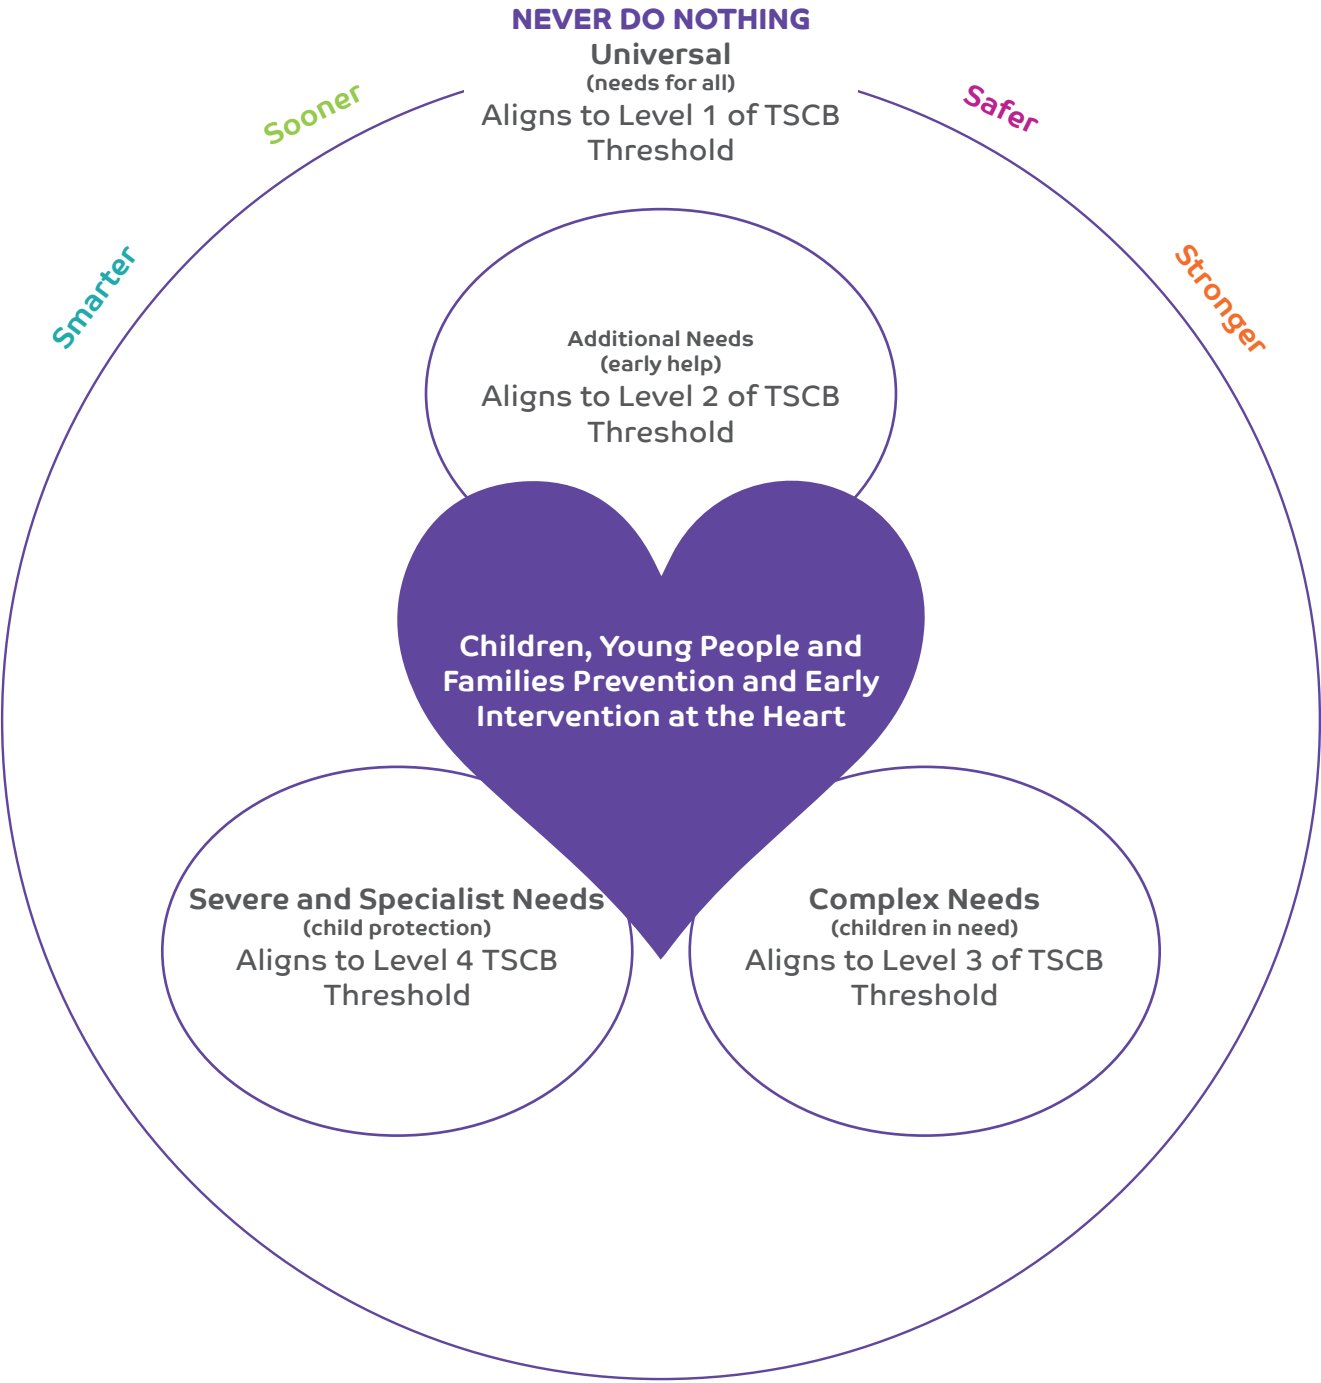 NEVER DO NOTHING
Universal
(needs for all)
Aligns to Level 1 of TSCB
Threshold
Sooner
Safer
Smarter
Stronger
Additional Needs
(early help)
Aligns to Level 2 of TSCB
Threshold
Children, Young People and
Families Prevention and Early
Intervention at the Heart
Severe and Specialist Needs
(child protection)
Aligns to Level 4 TSCB
Threshold
Complex Needs
(children in need)
Aligns to Level 3 of TSCB
Threshold